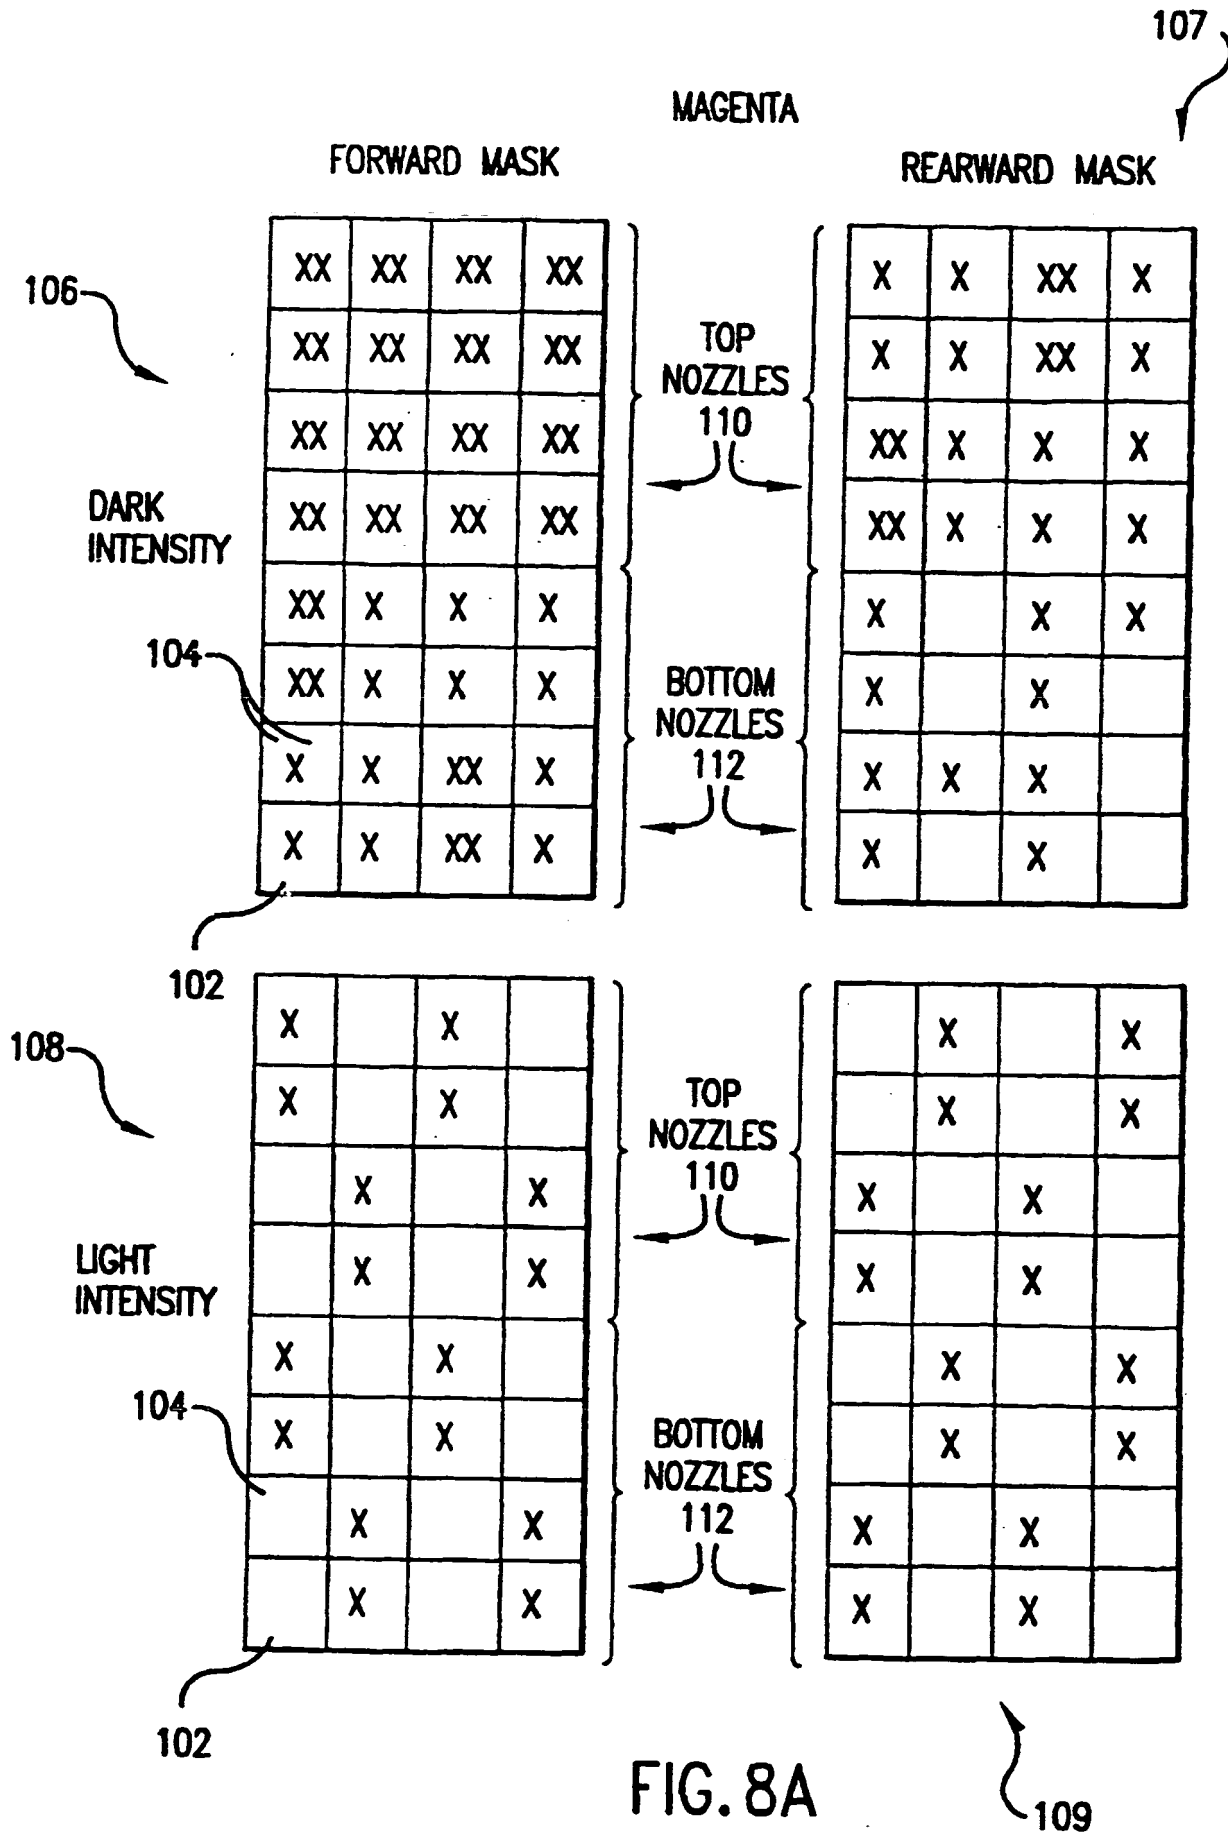 107
MAGENTA
FORWARD MASK
REARWARD MASK
106
XX XX XX XX
X X XX X
XX XX XX XX
X X XX X
TOP
NOZZLES
110
XX XX XX XX
XX X X X
DARK
INTENSITY
XX XX XX XX
XX X X X
XX X X X
X X X
104
XX X X X
X X
BOTTOM
NOZZLES
112
X X XX X
X X X
X X XX X
X X
102
108
X X
X X
X X
X X
TOP
NOZZLES
110
X X
X X
LIGHT
INTENSITY
X X
X X
X X
X X
104
X X
X X
BOTTOM
NOZZLES
112
X X
X X
X X
X X
102
FIG. 8A
109